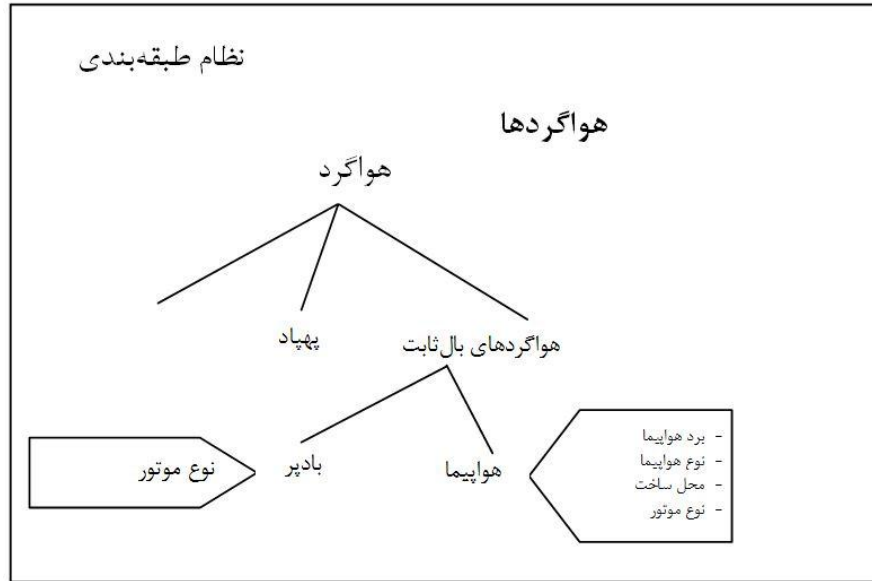 نظام طبقه‌بندی
هواگردها
هواگرد
هواگردهای بال‌ثابت
پهپاد
هواپیما
بادپر
- برد هواپیما
- نوع هواپیما
- محل ساخت
- نوع موتور
نوع موتور